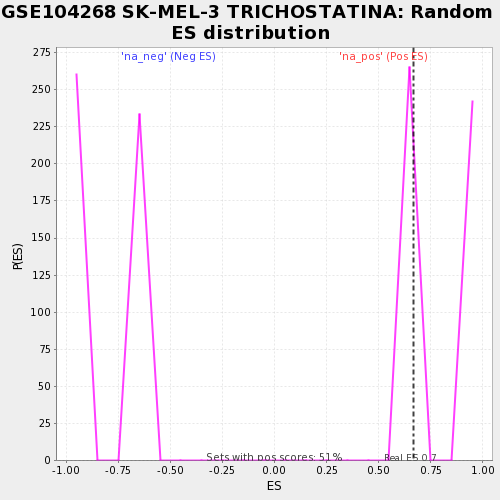 GSE104268 SK-MEL-3 TRICHOSTATINA: Random
ES distribution
'na_neg' (Neg ES)
'na_pos' (Pos ES)
275
250
225
200
175
150
125
100
75
50
25
0
P(ES)
Sets with pos scores: 51%
Real ES 0.7
-1.00 -0.75 -0.50 -0.25 0.00 0.25 0.50 0.75 1.00
ES